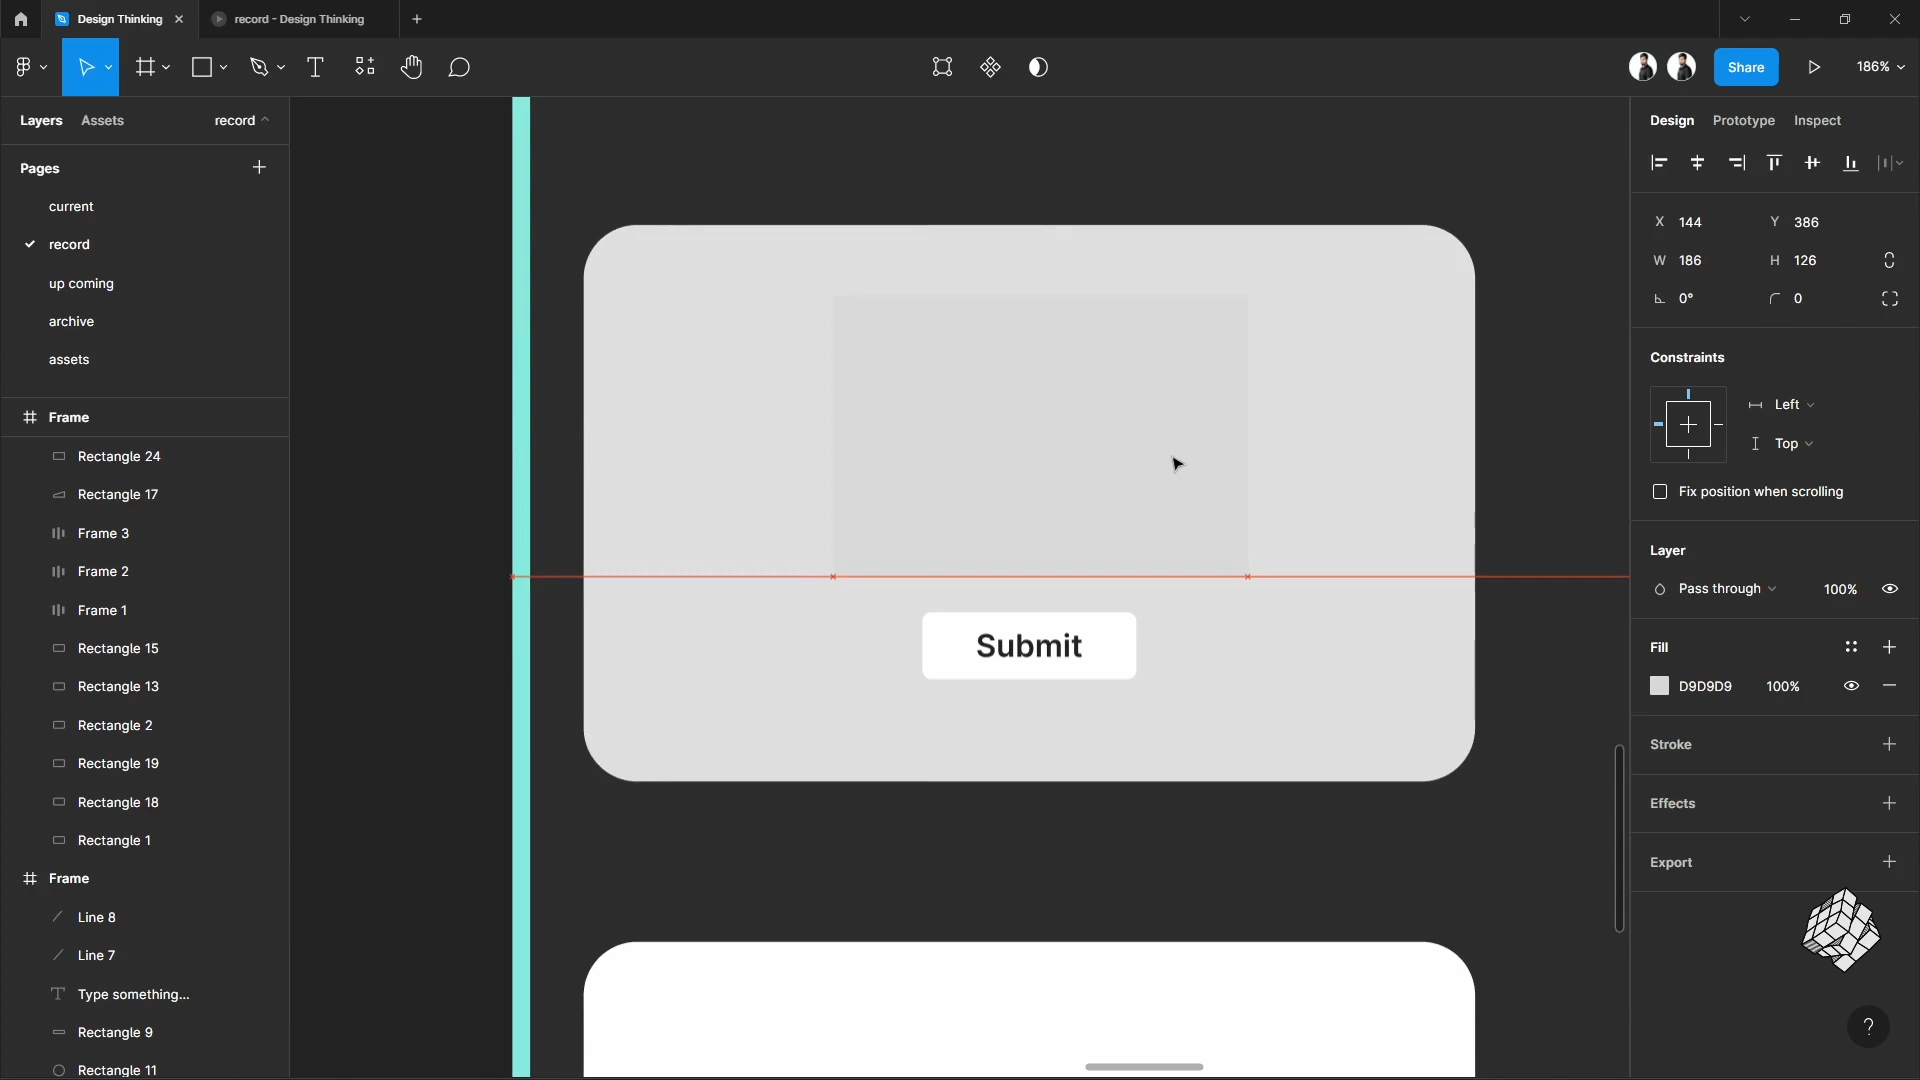 Design Thinking
record - Design Thinking
Share
186%
Layers
Assets
record
Pages
current
record
up coming
archive
assets
Frame
Rectangle 24
Rectangle 17
Frame 3
Frame 2
Frame 1
Rectangle 15
Rectangle 13
Rectangle 2
Rectangle 19
Rectangle 18
Rectangle 1
Frame
Line 8
Line 7
Type something...
Rectangle 9
Rectangle 11
Submit
Design
Prototype
Inspect
X 144
Y 386
W 186
H 126
0°
0
Constraints
Left
Top
Fix position when scrolling
Layer
Pass through
100%
Fill
D9D9D9
100%
Stroke
Effects
Export
?